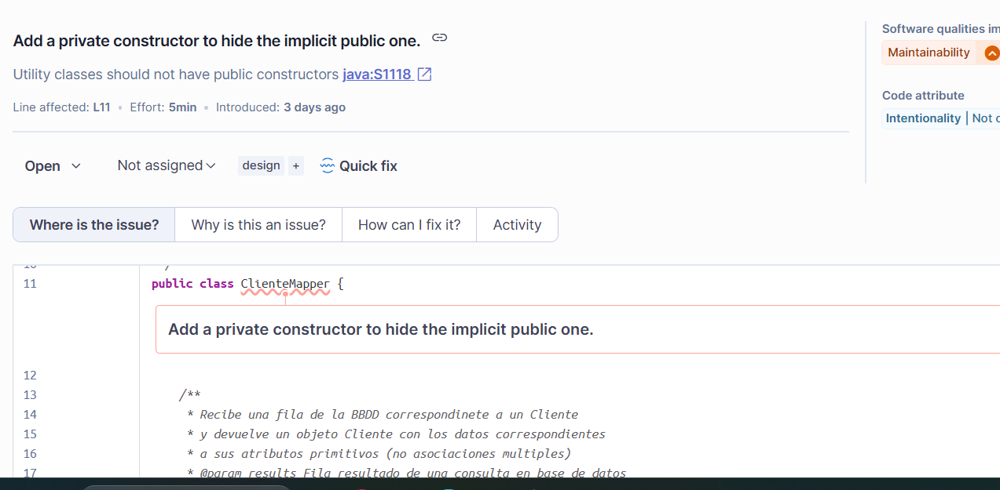 Add a private constructor to hide the implicit public one.
Utility classes should not have public constructors java:S1118
Line affected: L11 • Effort: 5min • Introduced: 3 days ago
Software qualities im
Maintainability
Code attribute
Intentionality | Not
Open
Not assigned
design
+
Quick fix
Where is the issue?
Why is this an issue?
How can I fix it?
Activity
11 public class ClienteMapper {
Add a private constructor to hide the implicit public one.
12
13 /**
14 * Recibe una fila de la BBDD correspondinete a un Cliente
15 * y devuelve un objeto Cliente con los datos correspondientes
16 * a sus atributos primitivos (no asociaciones multiples)
17 * @param results Fila resultado de una consulta en base de datos